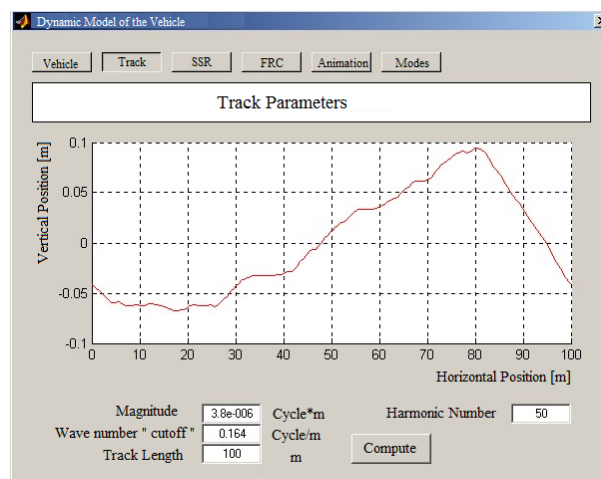 Dynamic Model of the Vehicle
Vehicle Track SSR FRC Animation Modes
Track Parameters
Vertical Position [m]
0.1
0.05
0
-0.05
-0.1
0 10 20 30 40 50 60 70 80 90 100
Horizontal Position [m]
Magnitude 3.8e-006 Cycle*m Harmonic Number 50
Wave number " cutoff " 0.164 Cycle/m
Track Length 100 m
Compute